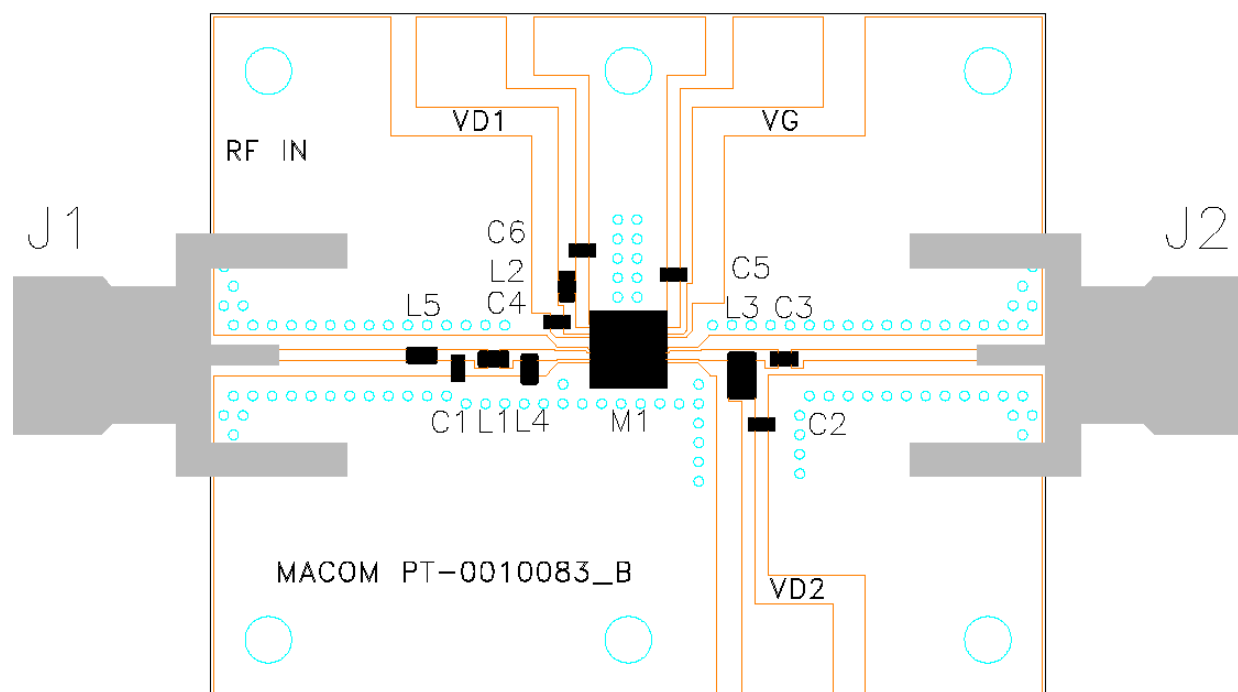 VD1
VG
RF IN
J1
J2
C6
L2
C5
C4
L5
L3
C3
C1
L1
L4
M1
C2
MACOM PT-0010083_B
VD2